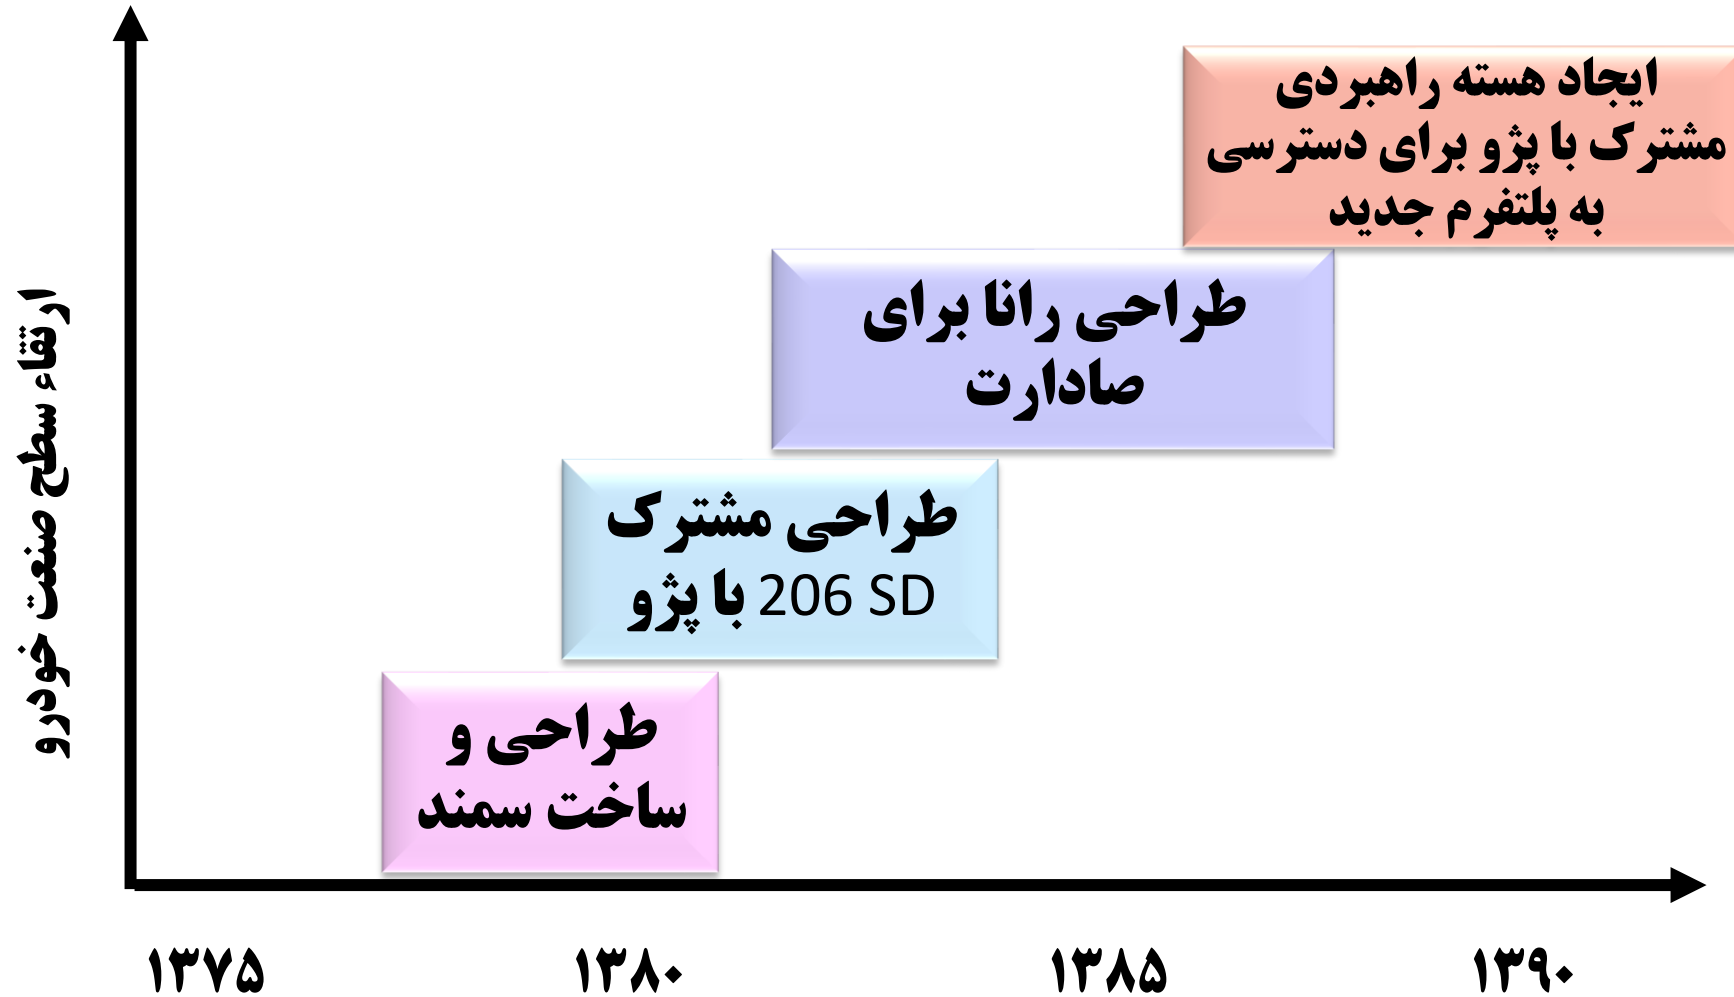 ایجاد هسته راهبردی
مشترک با پژو برای دسترسی
به پلتفرم جدید
طراحی رانا برای
صادارت
طراحی مشترک
206 SD با پژو
طراحی و
ساخت سمند
ارتقاء سطح صنعت خودرو
۱۳۷۵
۱۳۸۰
۱۳۸۵
۱۳۹۰